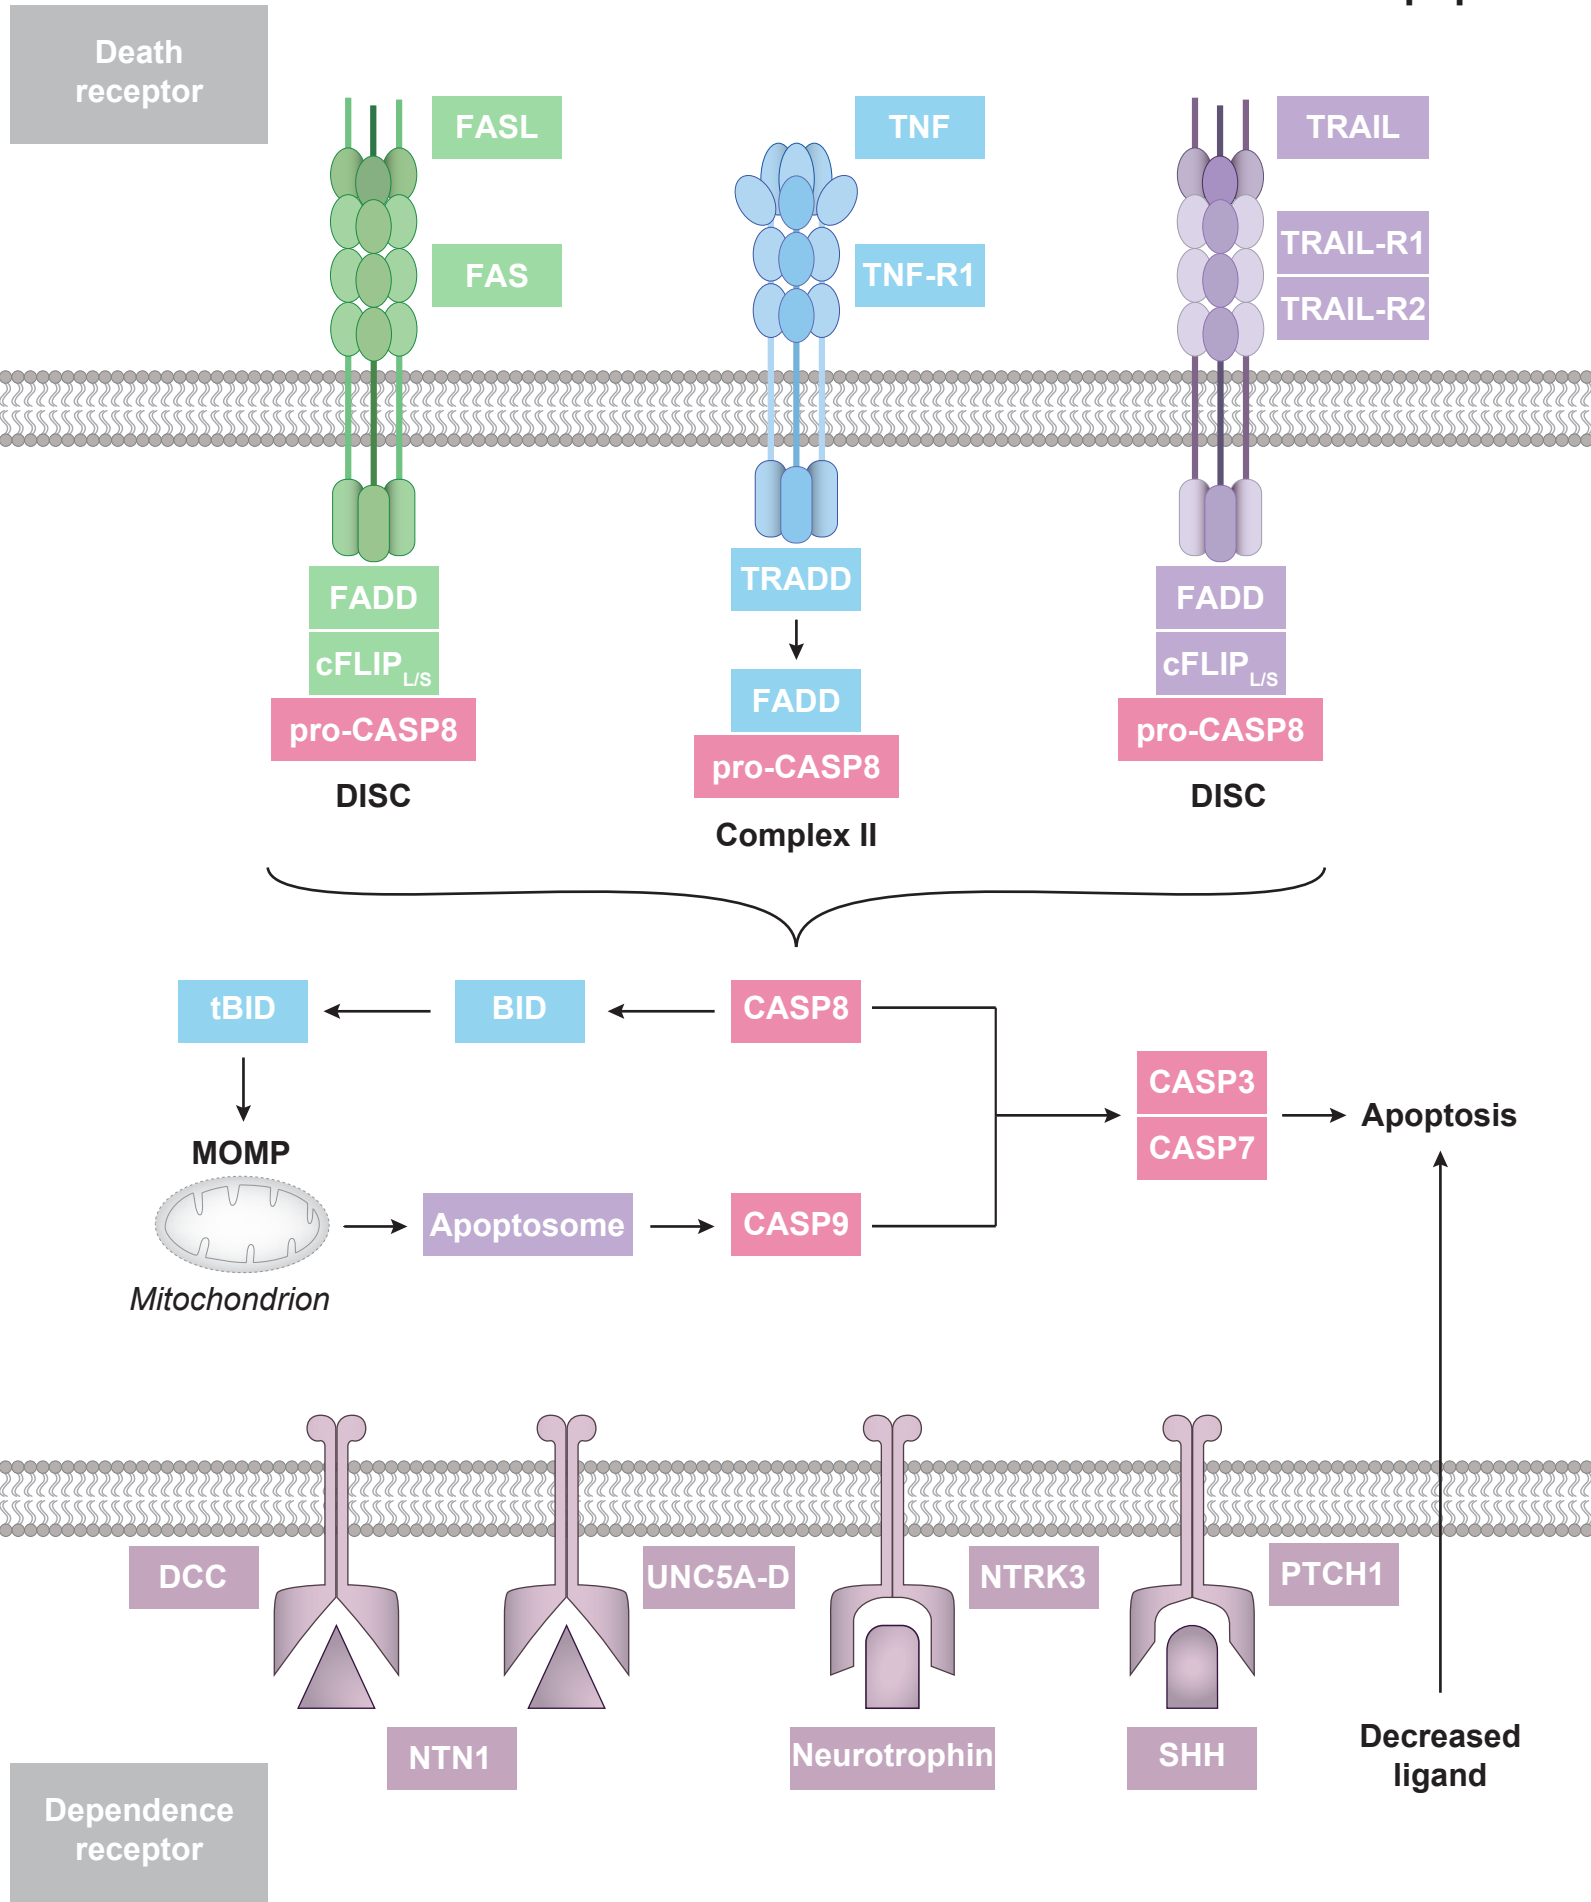 Death
receptor
FASL
TNF
TRAIL
FAS
TNF-R1
TRAIL-R1
TRAIL-R2
FADD
cFLIP L/S
pro-CASP8
DISC
TRADD
FADD
pro-CASP8
Complex II
FADD
cFLIP L/S
pro-CASP8
DISC
tBID
BID
CASP8
CASP3
CASP7
Apoptosis
MOMP
Apoptosome
CASP9
Mitochondrion
DCC
UNC5A-D
NTRK3
PTCH1
NTN1
Neurotrophin
SHH
Decreased
ligand
Dependence
receptor